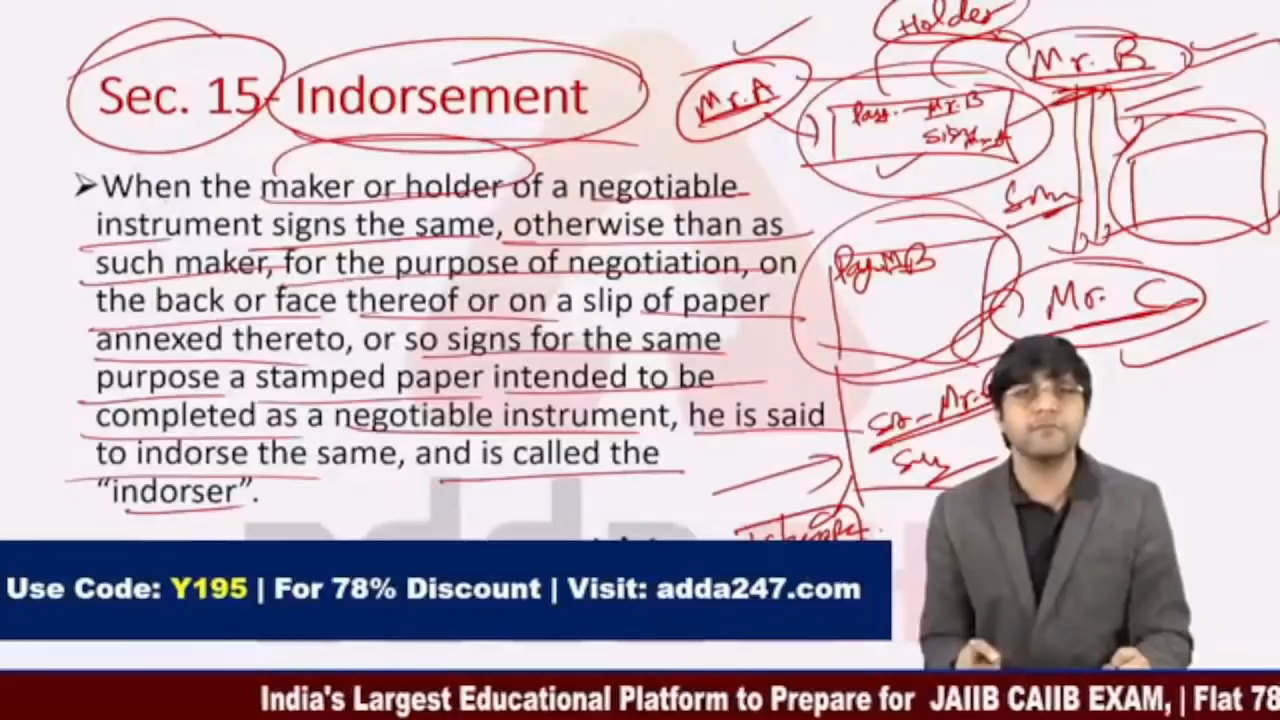 Sec. 15- Indorsement
➤When the maker or holder of a negotiable
instrument signs the same, otherwise than as
such maker, for the purpose of negotiation, on
the back or face thereof or on a slip of paper
annexed thereto, or so signs for the same
purpose a stamped paper intended to be
completed as a negotiable instrument, he is said
to indorse the same, and is called the
“indorser”.
Holder
Mr. A
Mr. B
Mr. B
Pay Mr. B
Mr. C
Use Code: Y195 | For 78% Discount | Visit: adda247.com
India's Largest Educational Platform to Prepare for JAIIB CAIIB EXAM, | Flat 78